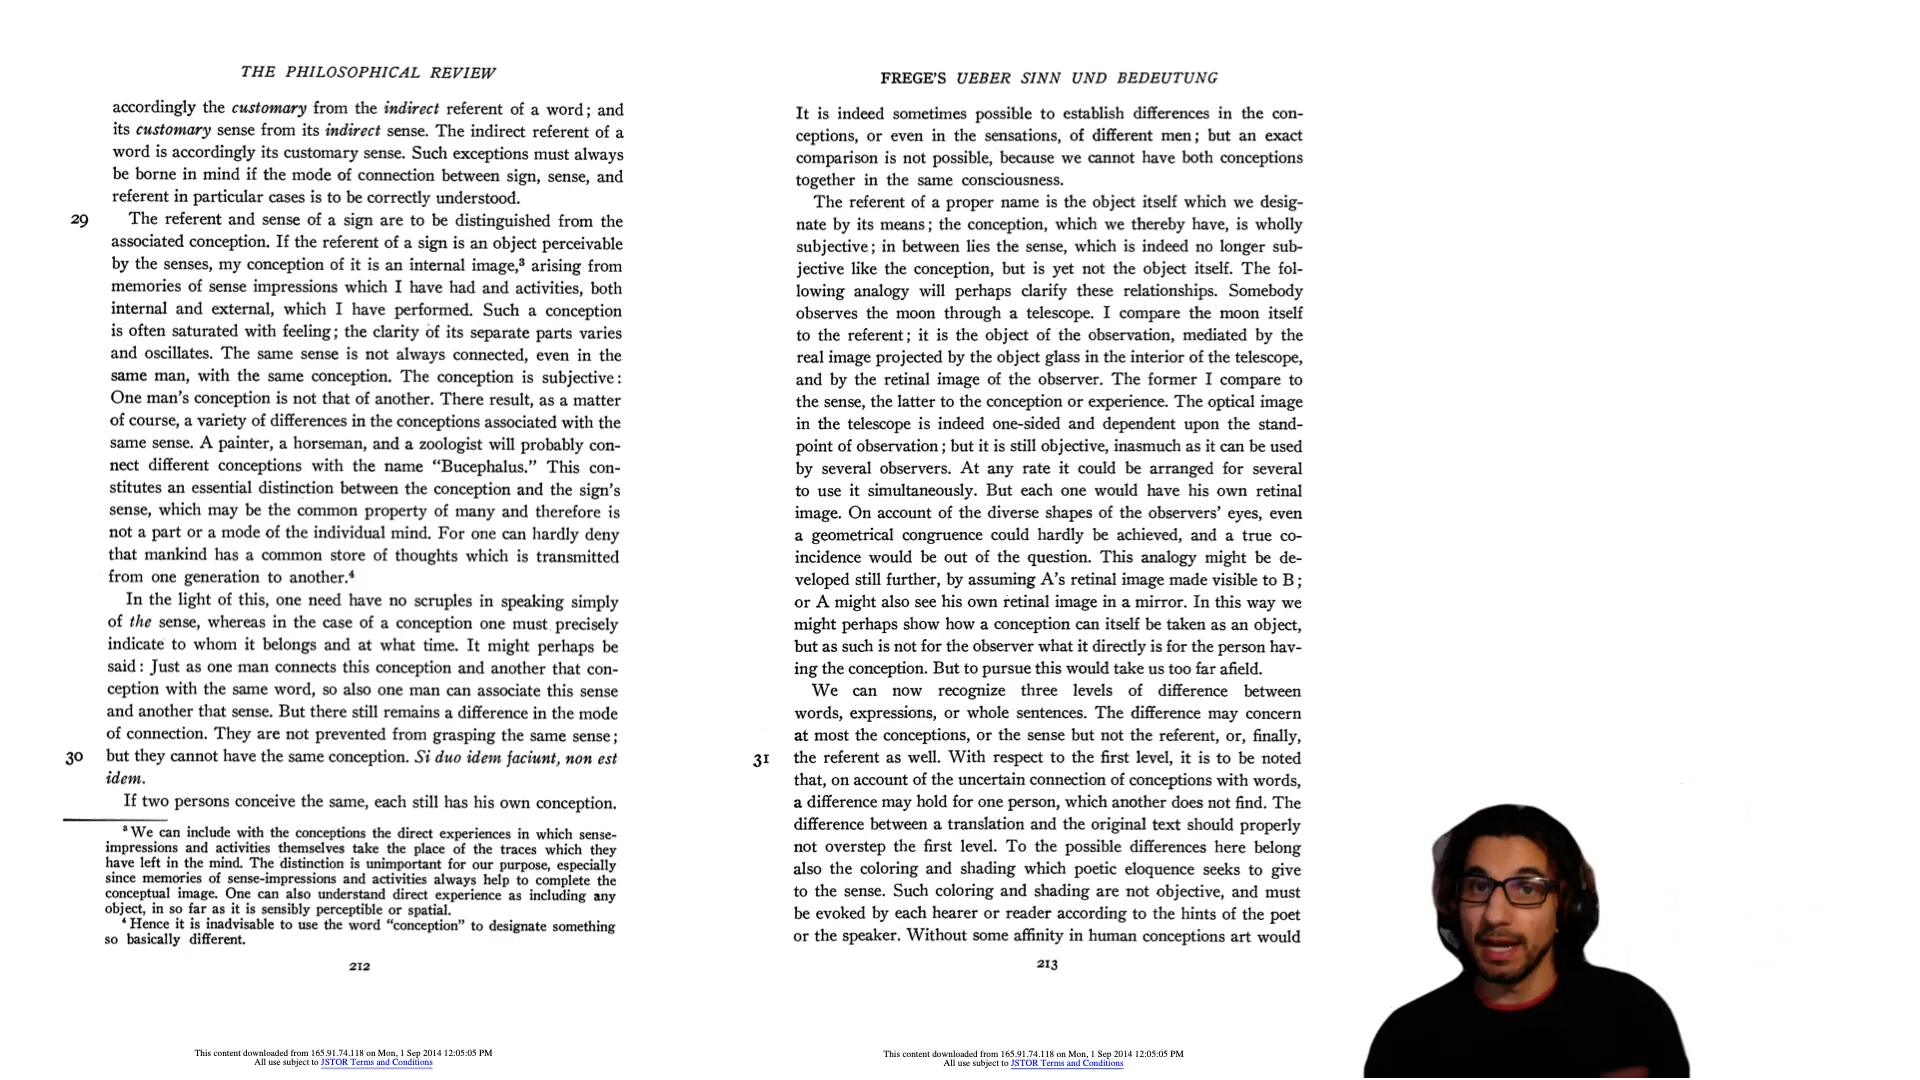 THE PHILOSOPHICAL REVIEW
accordingly the customary from the indirect referent of a word; and
its customary sense from its indirect sense. The indirect referent of a
word is accordingly its customary sense. Such exceptions must always
be borne in mind if the mode of connection between sign, sense, and
referent in particular cases is to be correctly understood.
29 The referent and sense of a sign are to be distinguished from the
associated conception. If the referent of a sign is an object perceivable
by the senses, my conception of it is an internal image,³ arising from
memories of sense impressions which I have had and activities, both
internal and external, which I have performed. Such a conception
is often saturated with feeling; the clarity of its separate parts varies
and oscillates. The same sense is not always connected, even in the
same man, with the same conception. The conception is subjective:
One man's conception is not that of another. There result, as a matter
of course, a variety of differences in the conceptions associated with the
same sense. A painter, a horseman, and a zoologist will probably con-
nect different conceptions with the name “Bucephalus.” This con-
stitutes an essential distinction between the conception and the sign's
sense, which may be the common property of many and therefore is
not a part or a mode of the individual mind. For one can hardly deny
that mankind has a common store of thoughts which is transmitted
from one generation to another.⁴
In the light of this, one need have no scruples in speaking simply
of the sense, whereas in the case of a conception one must precisely
indicate to whom it belongs and at what time. It might perhaps be
said: Just as one man connects this conception and another that con-
ception with the same word, so also one man can associate this sense
and another that sense. But there still remains a difference in the mode
of connection. They are not prevented from grasping the same sense;
30 but they cannot have the same conception. Si duo idem faciunt, non est
idem.
If two persons conceive the same, each still has his own conception.
³ We can include with the conceptions the direct experiences in which sense-
impressions and activities themselves take the place of the traces which they
have left in the mind. The distinction is unimportant for our purpose, especially
since memories of sense-impressions and activities always help to complete the
conceptual image. One can also understand direct experience as including any
object, in so far as it is sensibly perceptible or spatial.
⁴ Hence it is inadvisable to use the word “conception” to designate something
so basically different.
212
This content downloaded from 165.91.74.118 on Mon, 1 Sep 2014 12:05:05 PM
All use subject to JSTOR Terms and Conditions
FREGE'S UEBER SINN UND BEDEUTUNG
It is indeed sometimes possible to establish differences in the con-
ceptions, or even in the sensations, of different men; but an exact
comparison is not possible, because we cannot have both conceptions
together in the same consciousness.
The referent of a proper name is the object itself which we desig-
nate by its means; the conception, which we thereby have, is wholly
subjective; in between lies the sense, which is indeed no longer sub-
jective like the conception, but is yet not the object itself. The fol-
lowing analogy will perhaps clarify these relationships. Somebody
observes the moon through a telescope. I compare the moon itself
to the referent; it is the object of the observation, mediated by the
real image projected by the object glass in the interior of the telescope,
and by the retinal image of the observer. The former I compare to
the sense, the latter to the conception or experience. The optical image
in the telescope is indeed one-sided and dependent upon the stand-
point of observation; but it is still objective, inasmuch as it can be used
by several observers. At any rate it could be arranged for several
to use it simultaneously. But each one would have his own retinal
image. On account of the diverse shapes of the observers' eyes, even
a geometrical congruence could hardly be achieved, and a true co-
incidence would be out of the question. This analogy might be de-
veloped still further, by assuming A's retinal image made visible to B;
or A might also see his own retinal image in a mirror. In this way we
might perhaps show how a conception can itself be taken as an object,
but as such is not for the observer what it directly is for the person hav-
ing the conception. But to pursue this would take us too far afield.
We can now recognize three levels of difference between
words, expressions, or whole sentences. The difference may concern
at most the conceptions, or the sense but not the referent, or, finally,
31 the referent as well. With respect to the first level, it is to be noted
that, on account of the uncertain connection of conceptions with words,
a difference may hold for one person, which another does not find. The
difference between a translation and the original text should properly
not overstep the first level. To the possible differences here belong
also the coloring and shading which poetic eloquence seeks to give
to the sense. Such coloring and shading are not objective, and must
be evoked by each hearer or reader according to the hints of the poet
or the speaker. Without some affinity in human conceptions art would
213
This content downloaded from 165.91.74.118 on Mon, 1 Sep 2014 12:05:05 PM
All use subject to JSTOR Terms and Conditions